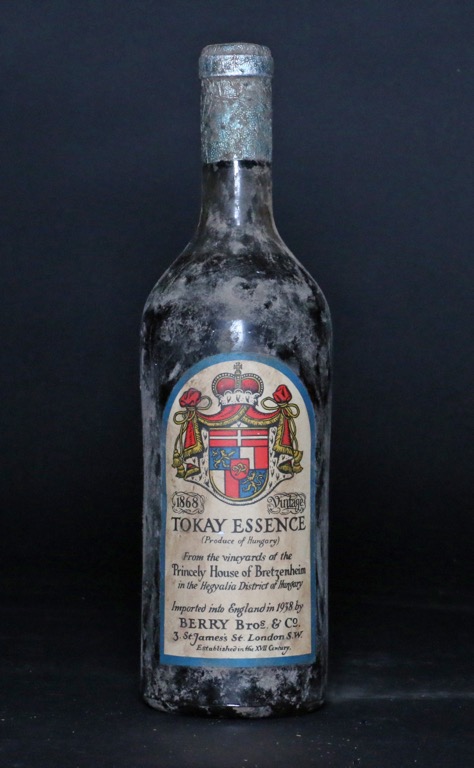 1868 Vintage
TOKAY ESSENCE
(Produce of Hungary)
From the vineyards of the
Princely House of Bretzenheim
in the Hegyalia District of Hungary
Imported into England in 1938 by
BERRY Bros. & Co.
3 St James's St. London S.W.
Established in the XVII Century.